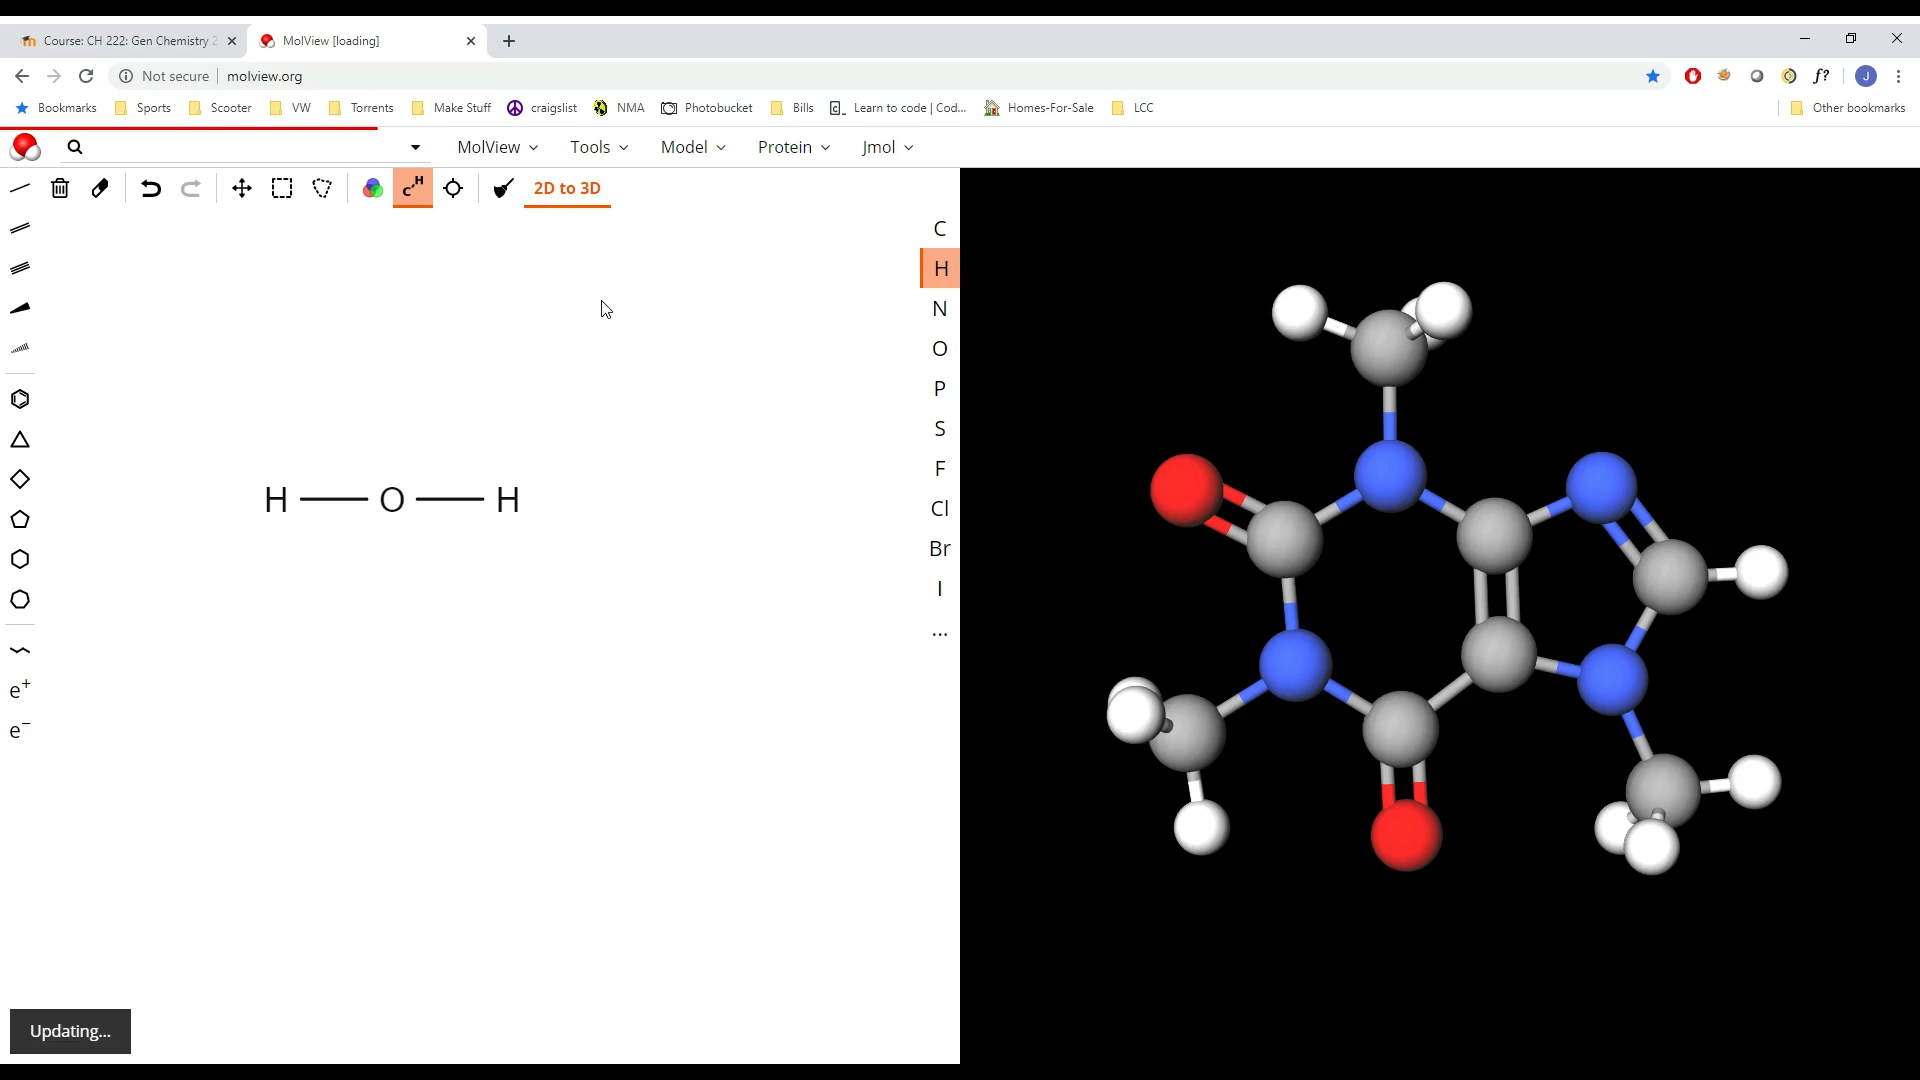 Course: CH 222: Gen Chemistry 2
MolView [loading]
Not secure
molview.org
f?
J
Bookmarks
Sports
Scooter
VW
Torrents
Make Stuff
craigslist
NMA
Photobucket
Bills
Learn to code | Cod...
Homes-For-Sale
LCC
Other bookmarks
MolView
Tools
Model
Protein
Jmol
C H
2D to 3D
C
H
N
O
P
S
F
Cl
Br
I
...
H O H
e+
e−
Updating...